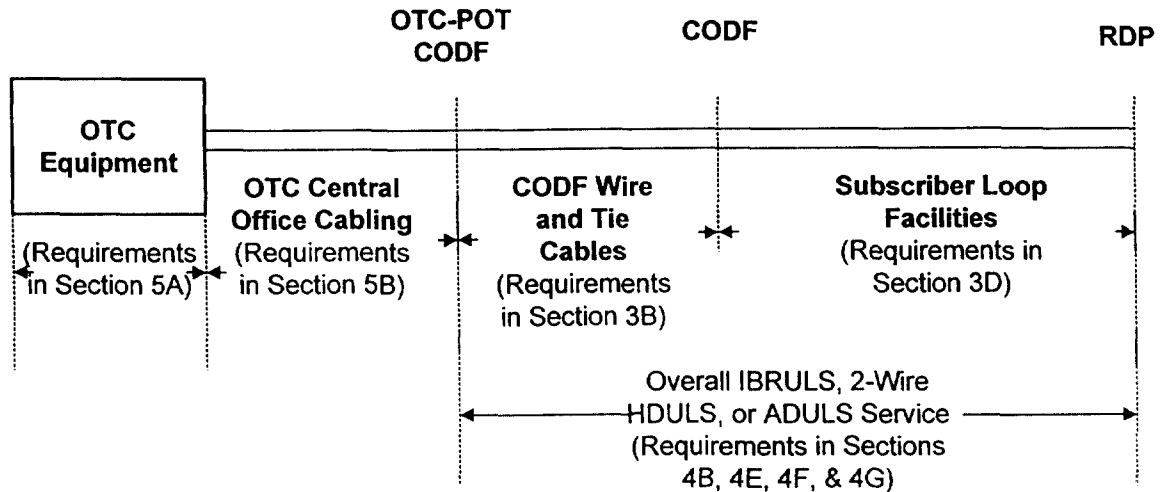 OTC-POT
CODF
CODF
RDP
OTC
Equipment
OTC Central
Office Cabling
(Requirements
in Section 5B)
CODF Wire
and Tie
Cables
(Requirements
in Section 3B)
Subscriber Loop
Facilities
(Requirements in
Section 3D)
(Requirements
in Section 5A)
Overall IBRULS, 2-Wire
HDULS, or ADULS Service
(Requirements in Sections
4B, 4E, 4F, & 4G)